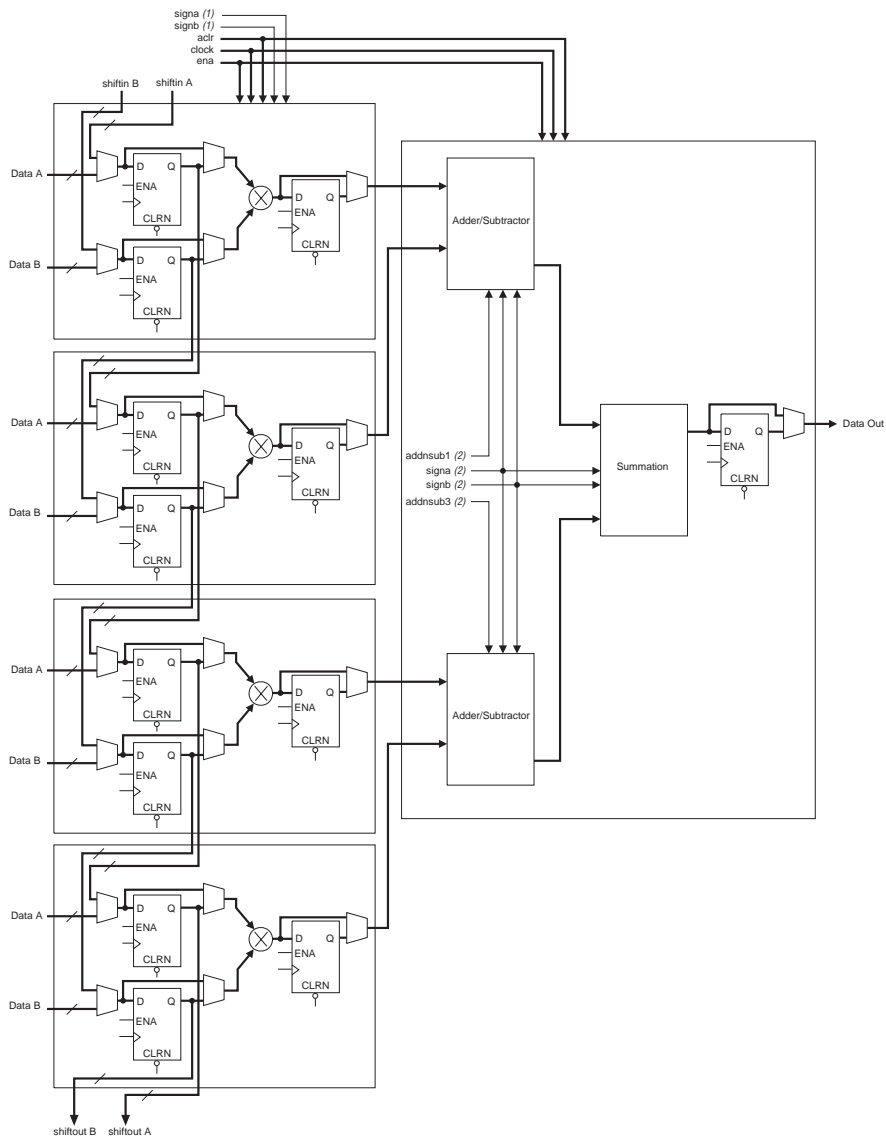 signa (1)
signb (1)
aclr
clock
ena
shiftin B
shiftin A
Data A
D Q
ENA
CLRN
D Q
ENA
CLRN
Data B
D Q
ENA
CLRN
Adder/Subtractor
Data A
D Q
ENA
CLRN
D Q
ENA
CLRN
Data B
D Q
ENA
CLRN
addnsub1 (2)
signa (2)
signb (2)
addnsub3 (2)
Summation
D Q
ENA
CLRN
Data Out
Data A
D Q
ENA
CLRN
D Q
ENA
CLRN
Data B
D Q
ENA
CLRN
Adder/Subtractor
Data A
D Q
ENA
CLRN
D Q
ENA
CLRN
Data B
D Q
ENA
CLRN
shiftout B
shiftout A